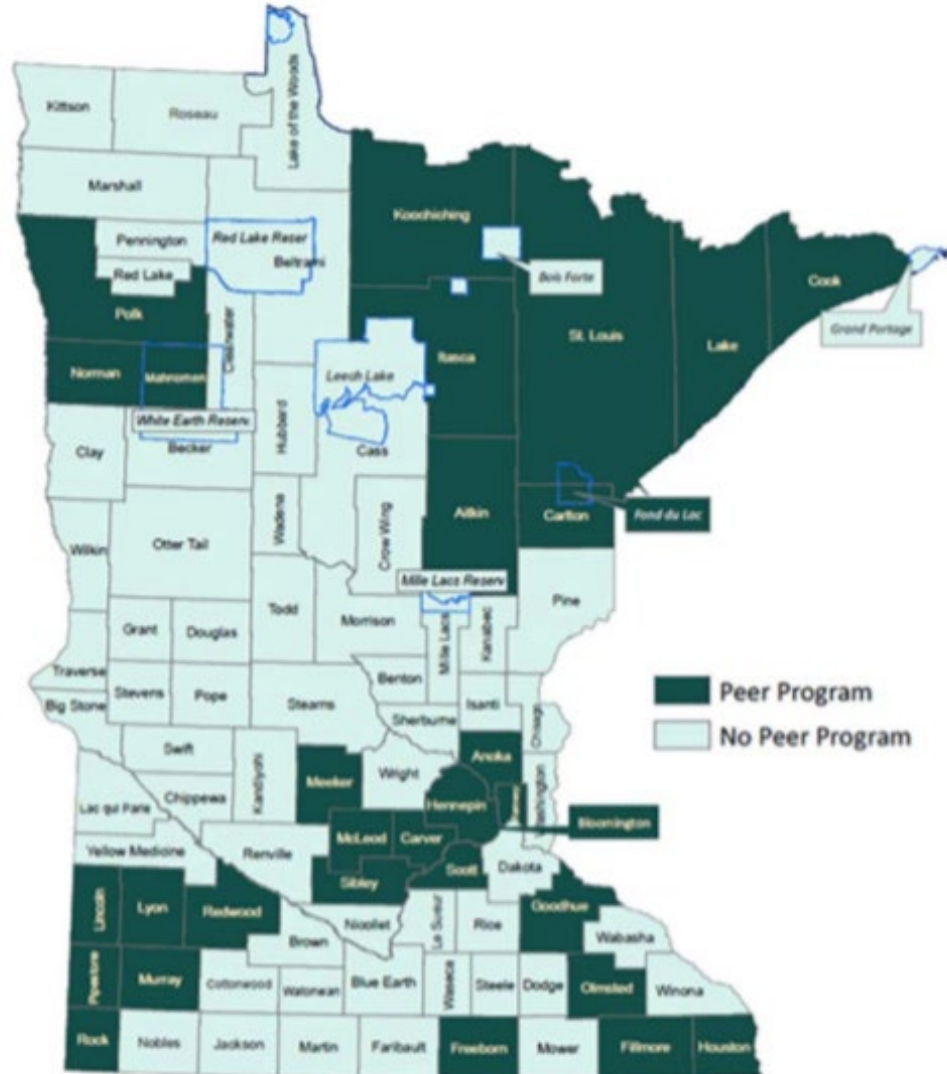 Kittson
Roseau
Lake of the Woods
Marshall
Koochiching
Pennington
Red Lake Reser
Beltrami
Red Lake
Bois Forte
Cook
Grand Portage
Polk
Clearwater
St. Louis
Lake
Itasca
Norman
Mahnomen
Leech Lake
White Earth Reserv
Hubbard
Becker
Clay
Cass
Wadena
Crow Wing
Aitkin
Carlton
Fond du Lac
Wilkin
Otter Tail
Mille Lacs Reserv
Pine
Todd
Morrison
Mille Lacs
Kanabec
Grant
Douglas
Traverse
Benton
Stevens
Pope
Stearns
Big Stone
Isanti
Sherburne
Chisago
Peer Program
No Peer Program
Swift
Kandiyohi
Meeker
Wright
Anoka
Washington
Lac qui Parle
Chippewa
Hennepin
Bloomington
McLeod
Carver
Yellow Medicine
Renville
Scott
Dakota
Sibley
Lincoln
Lyon
Redwood
Nicollet
Le Sueur
Rice
Goodhue
Brown
Wabasha
Pipestone
Murray
Cottonwood
Watonwan
Blue Earth
Waseca
Steele
Dodge
Olmsted
Winona
Rock
Nobles
Jackson
Martin
Faribault
Freeborn
Mower
Fillmore
Houston